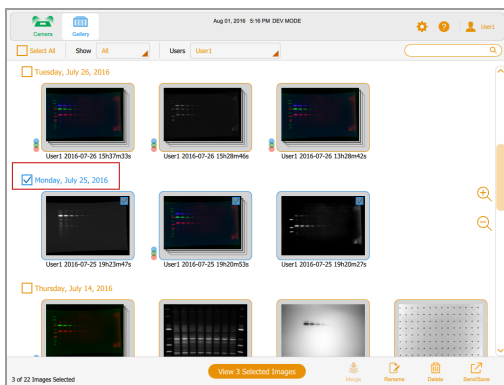 Aug 01, 2016 5:16 PM DEV MODE
Camera
Gallery
User1
Select All
Show
All
Users
User1
Tuesday, July 26, 2016
User1 2016-07-26 15h37m33s
User1 2016-07-26 15h28m46s
User1 2016-07-26 13h28m42s
Monday, July 25, 2016
User1 2016-07-25 19h23m47s
User1 2016-07-25 19h20m53s
User1 2016-07-25 19h20m27s
Thursday, July 14, 2016
3 of 22 Images Selected
View 3 Selected Images
Merge
Rename
Delete
Send/Save